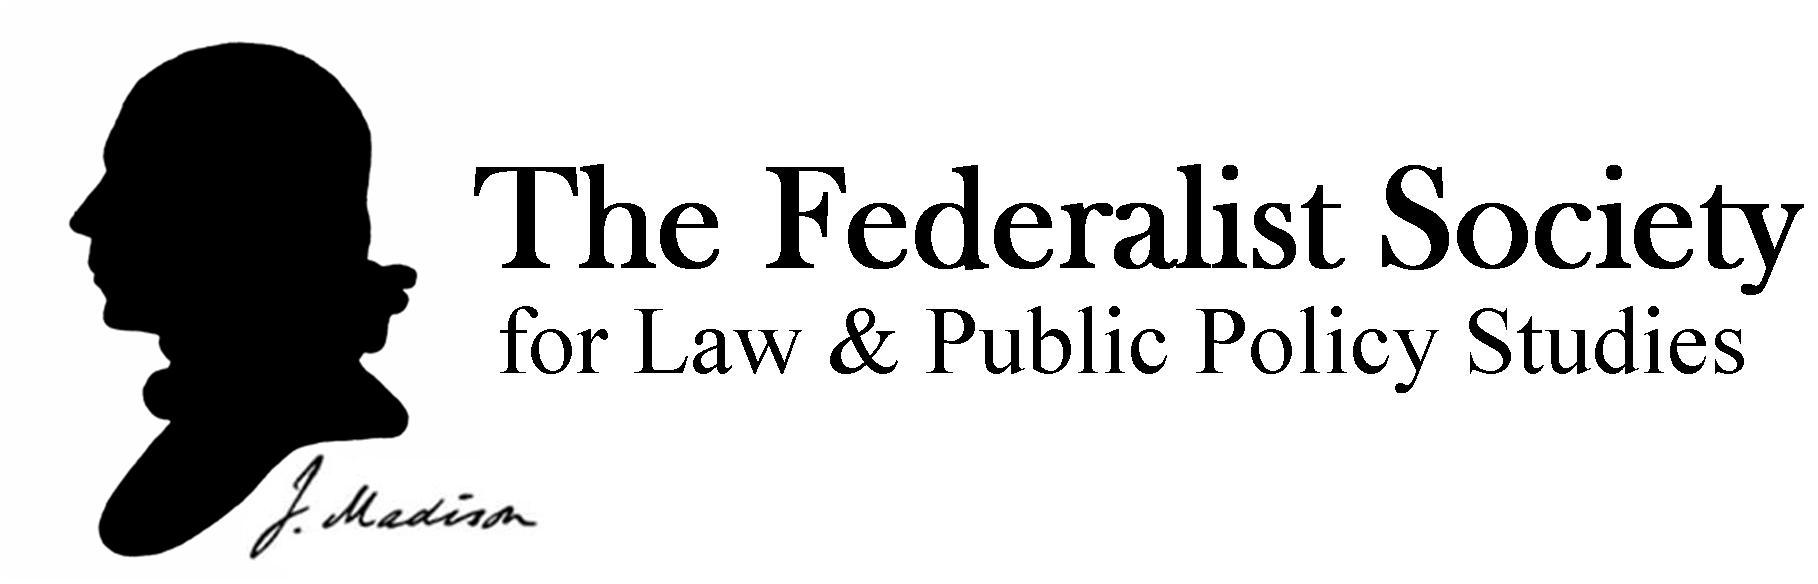 The Federalist Society
for Law & Public Policy Studies
J. Madison